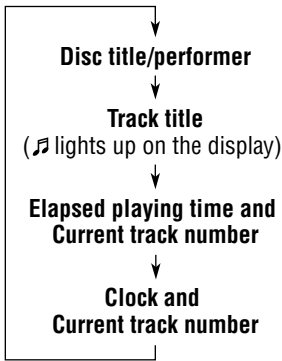 Disc title/performer
Track title
(♫ lights up on the display)
Elapsed playing time and
Current track number
Clock and
Current track number